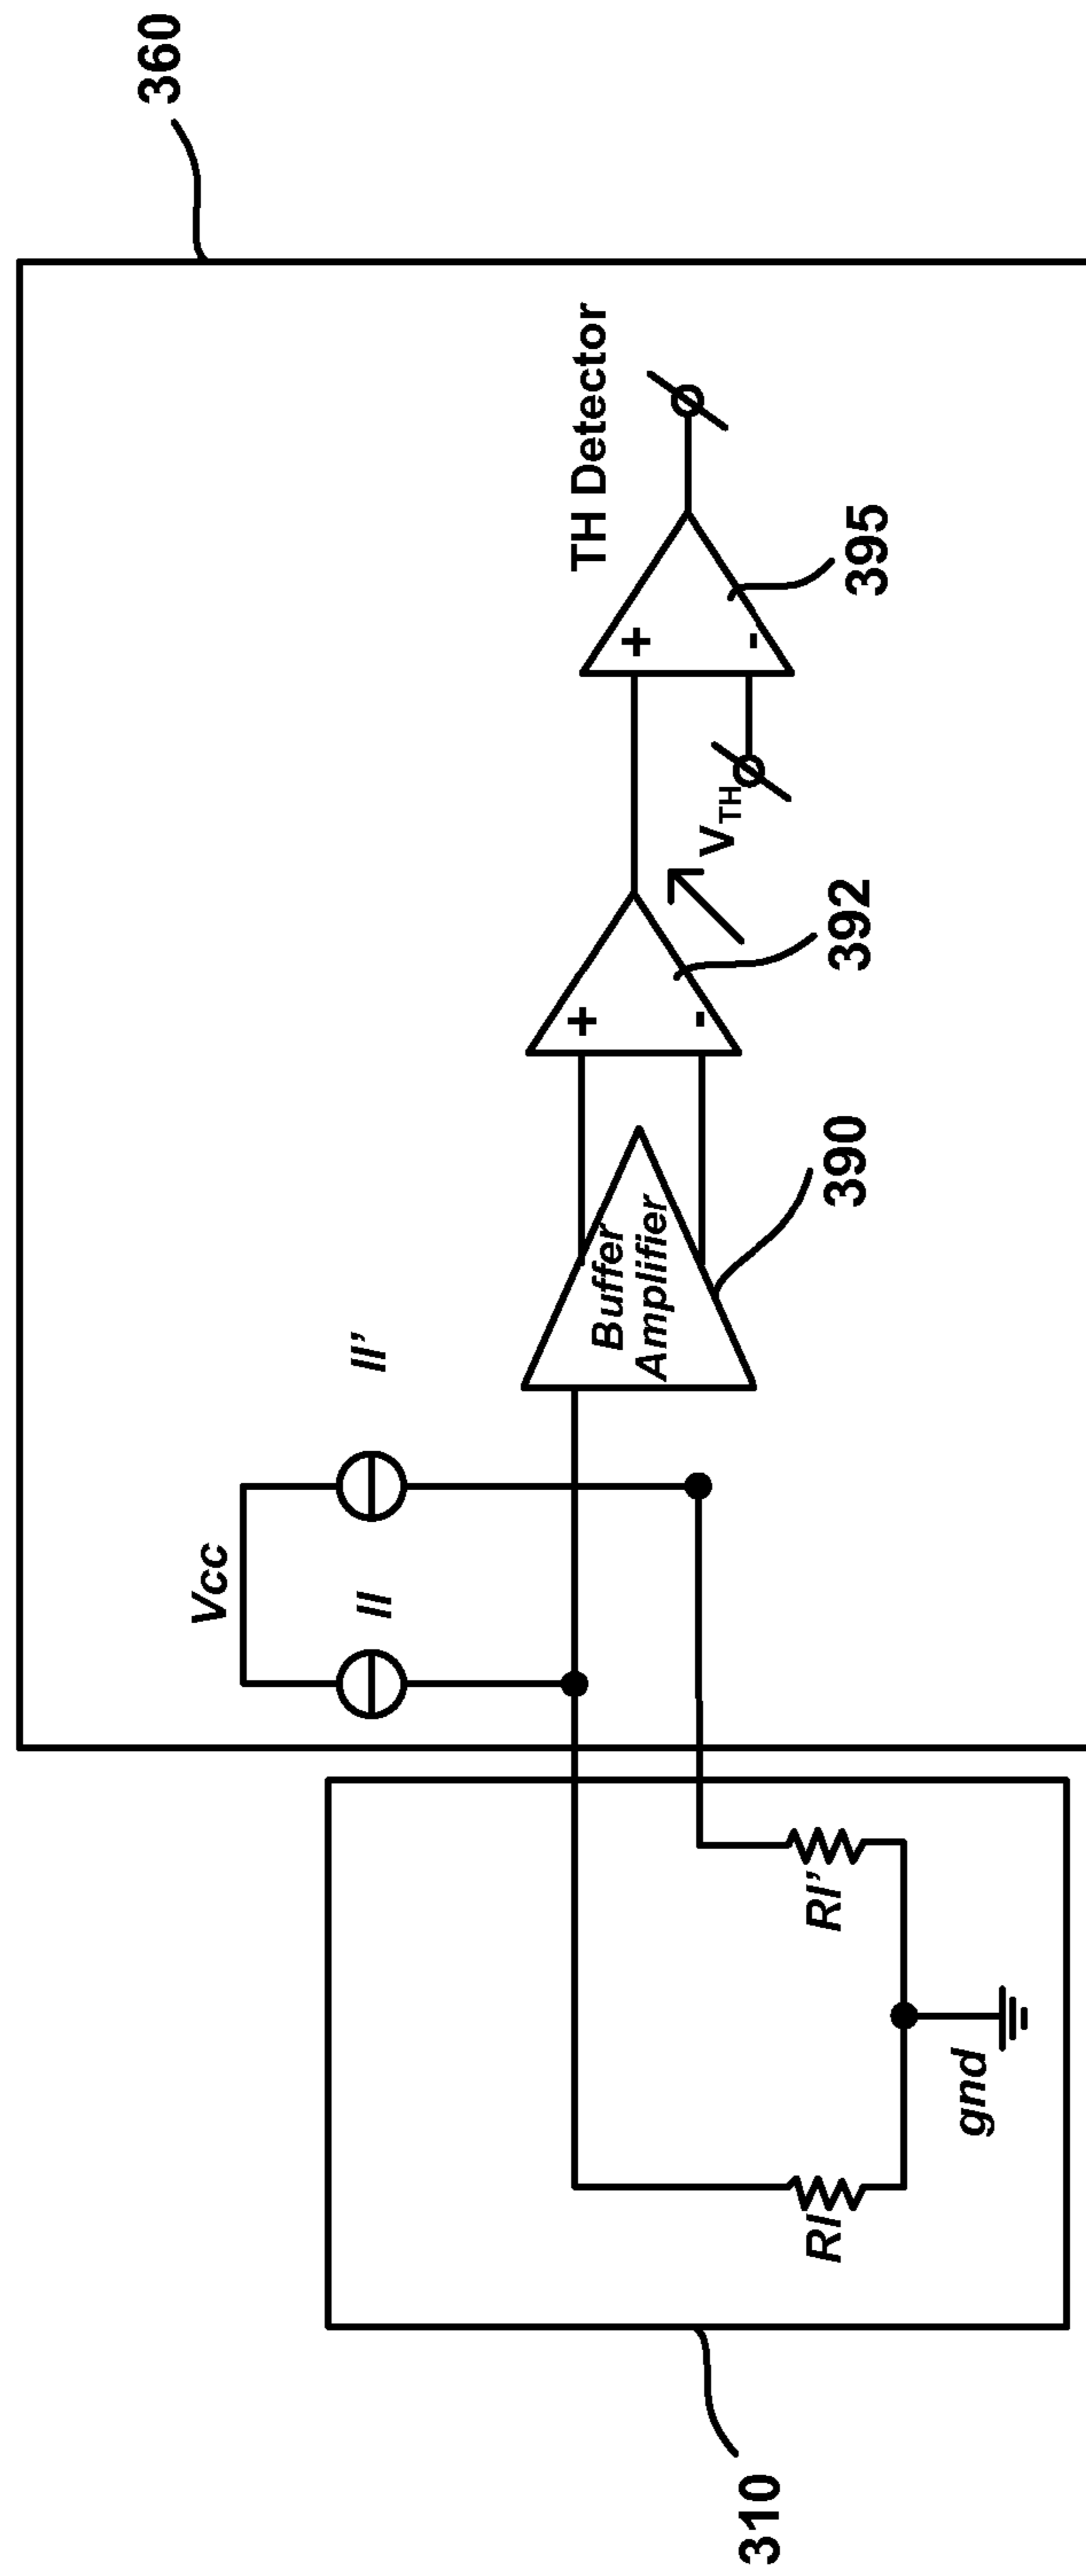 360
TH Detector
Vcc
II
II'
Buffer
Amplifier
+
-
+
-
VTH
390
392
395
RI
RI'
gnd
310